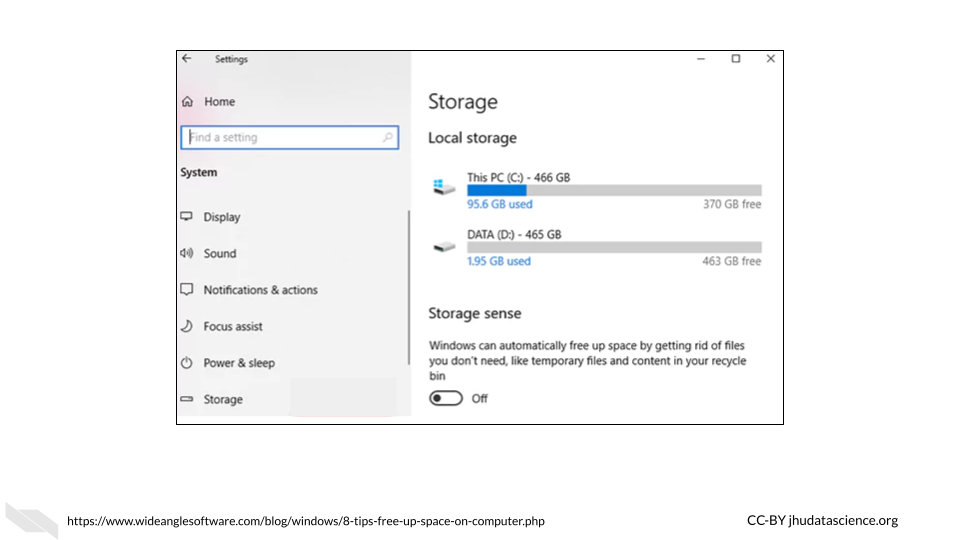 Settings
Home
Find a setting
System
Display
Sound
Notifications & actions
Focus assist
Power & sleep
Storage
Storage
Local storage
This PC (C:) - 466 GB
95.6 GB used 370 GB free
DATA (D:) - 465 GB
1.95 GB used 463 GB free
Storage sense
Windows can automatically free up space by getting rid of files
you don't need, like temporary files and content in your recycle
bin
Off
https://www.wideanglesoftware.com/blog/windows/8-tips-free-up-space-on-computer.php
CC-BY jhudatascience.org